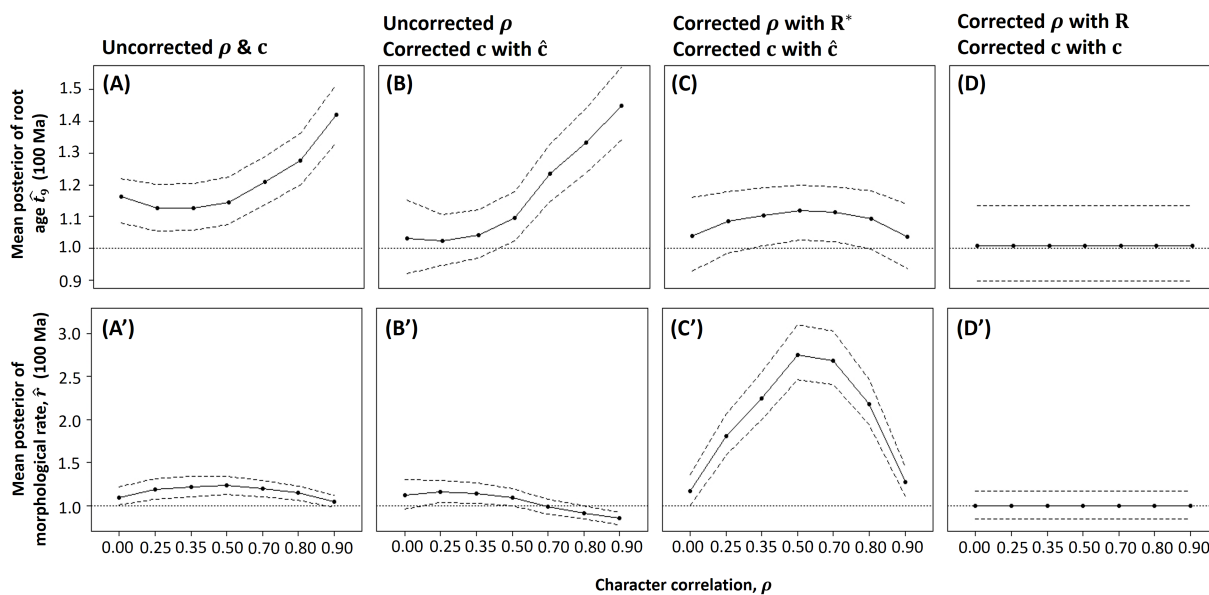 Uncorrected ρ & c
Uncorrected ρ
Corrected c with ĉ
Corrected ρ with R*
Corrected c with ĉ
Corrected ρ with R
Corrected c with c
Mean posterior of root
age t̂₉ (100 Ma)
1.5
1.4
1.3
1.2
1.1
1.0
0.9
(A)
(B)
(C)
(D)
Mean posterior of
morphological rate, r̂ (100 Ma)
3.0
2.5
2.0
1.5
1.0
(A')
(B')
(C')
(D')
0.00 0.25 0.35 0.50 0.70 0.80 0.90
0.00 0.25 0.35 0.50 0.70 0.80 0.90
0.00 0.25 0.35 0.50 0.70 0.80 0.90
0.00 0.25 0.35 0.50 0.70 0.80 0.90
Character correlation, ρ